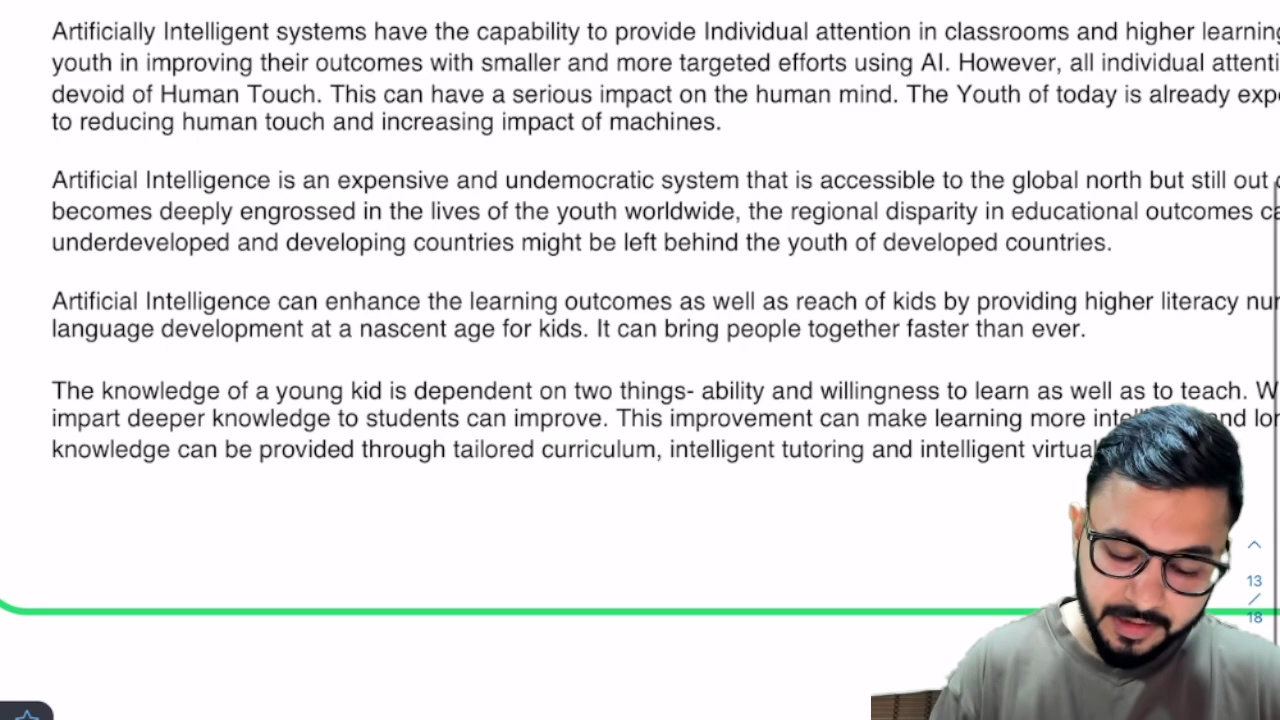 Artificially Intelligent systems have the capability to provide Individual attention in classrooms and higher learning
youth in improving their outcomes with smaller and more targeted efforts using AI. However, all individual
devoid of Human Touch. This can have a serious impact on the human mind. The Youth of today is already
to reducing human touch and increasing impact of machines.
Artificial Intelligence is an expensive and undemocratic system that is accessible to the global north but still out
becomes deeply engrossed in the lives of the youth worldwide, the regional disparity in educational outcomes
underdeveloped and developing countries might be left behind the youth of developed countries.
Artificial Intelligence can enhance the learning outcomes as well as reach of kids by providing higher literacy
language development at a nascent age for kids. It can bring people together faster than ever.
The knowledge of a young kid is dependent on two things- ability and willingness to learn as well as to teach.
impart deeper knowledge to students can improve. This improvement can make learning more
knowledge can be provided through tailored curriculum, intelligent tutoring and intelligent virtual
13
/
18